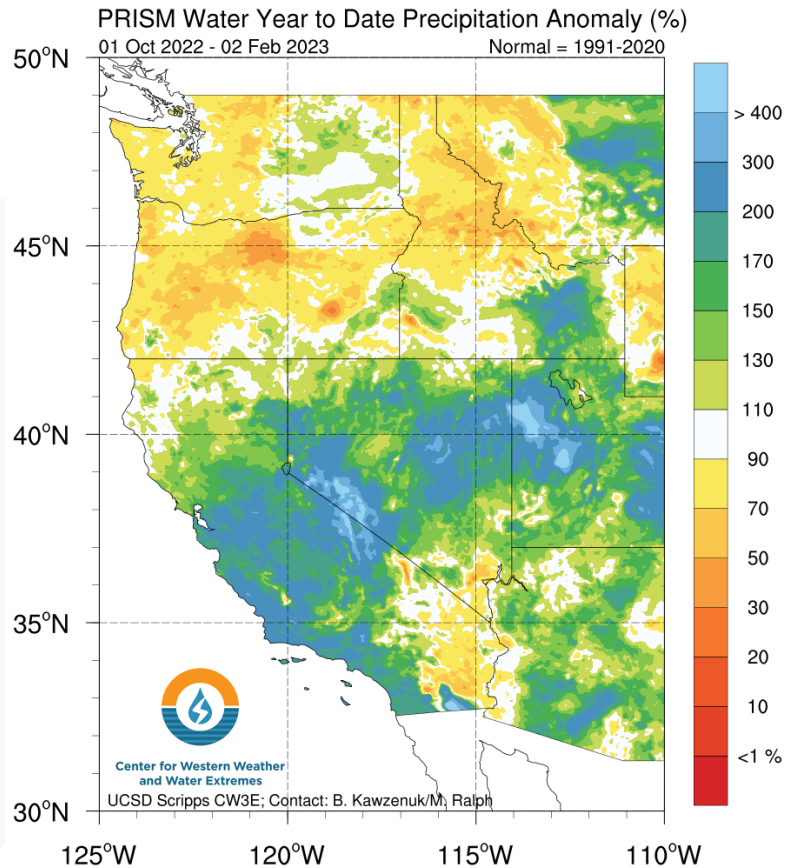 PRISM Water Year to Date Precipitation Anomaly (%)
01 Oct 2022 - 02 Feb 2023 Normal = 1991-2020
50°N
45°N
40°N
35°N
30°N
125°W 120°W 115°W 110°W
> 400
300
200
170
150
130
110
90
70
50
30
20
10
<1 %
Center for Western Weather
and Water Extremes
UCSD Scripps CW3E; Contact: B. Kawzenuk/M. Ralph